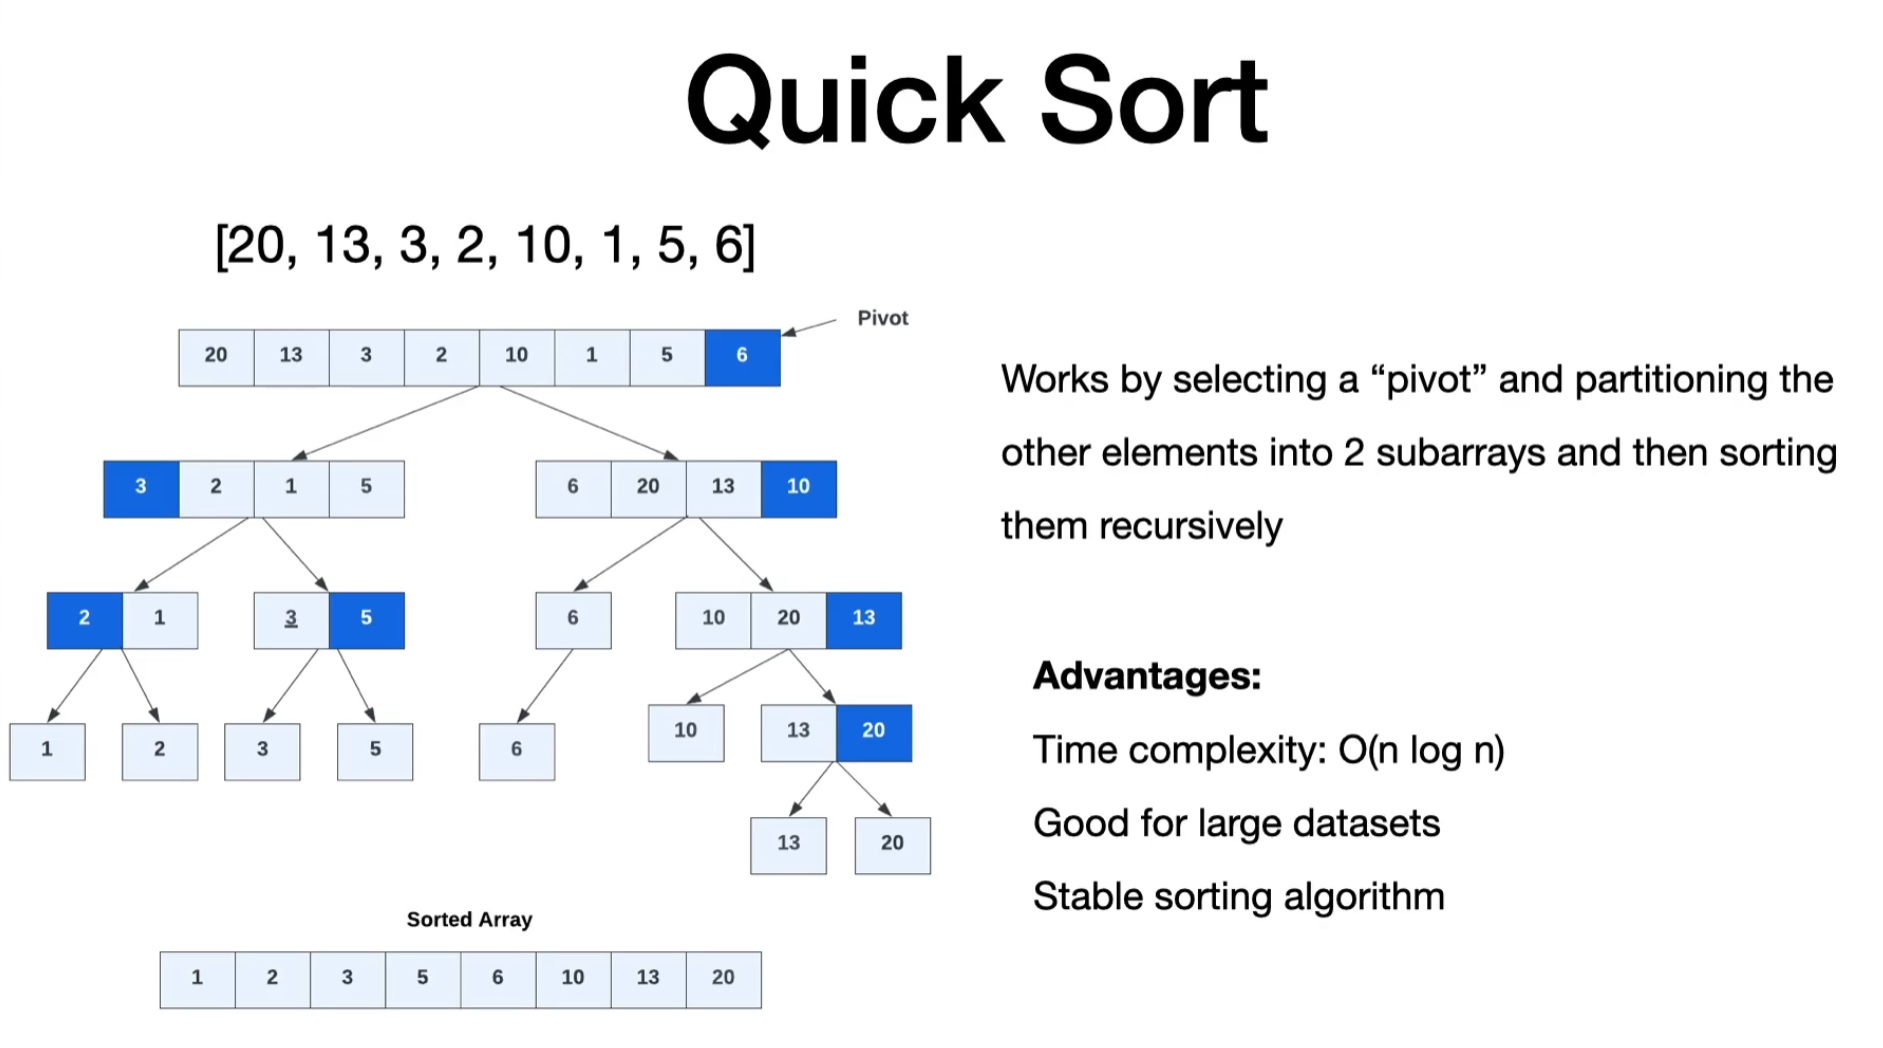 Quick Sort
[20, 13, 3, 2, 10, 1, 5, 6]
Pivot
20 13 3 2 10 1 5 6
3 2 1 5 6 20 13 10
2 1 3 5 6 10 20 13
10 13 20
1 2 3 5 6
13 20
Sorted Array
1 2 3 5 6 10 13 20
Works by selecting a “pivot” and partitioning the
other elements into 2 subarrays and then sorting
them recursively
Advantages:
Time complexity: O(n log n)
Good for large datasets
Stable sorting algorithm